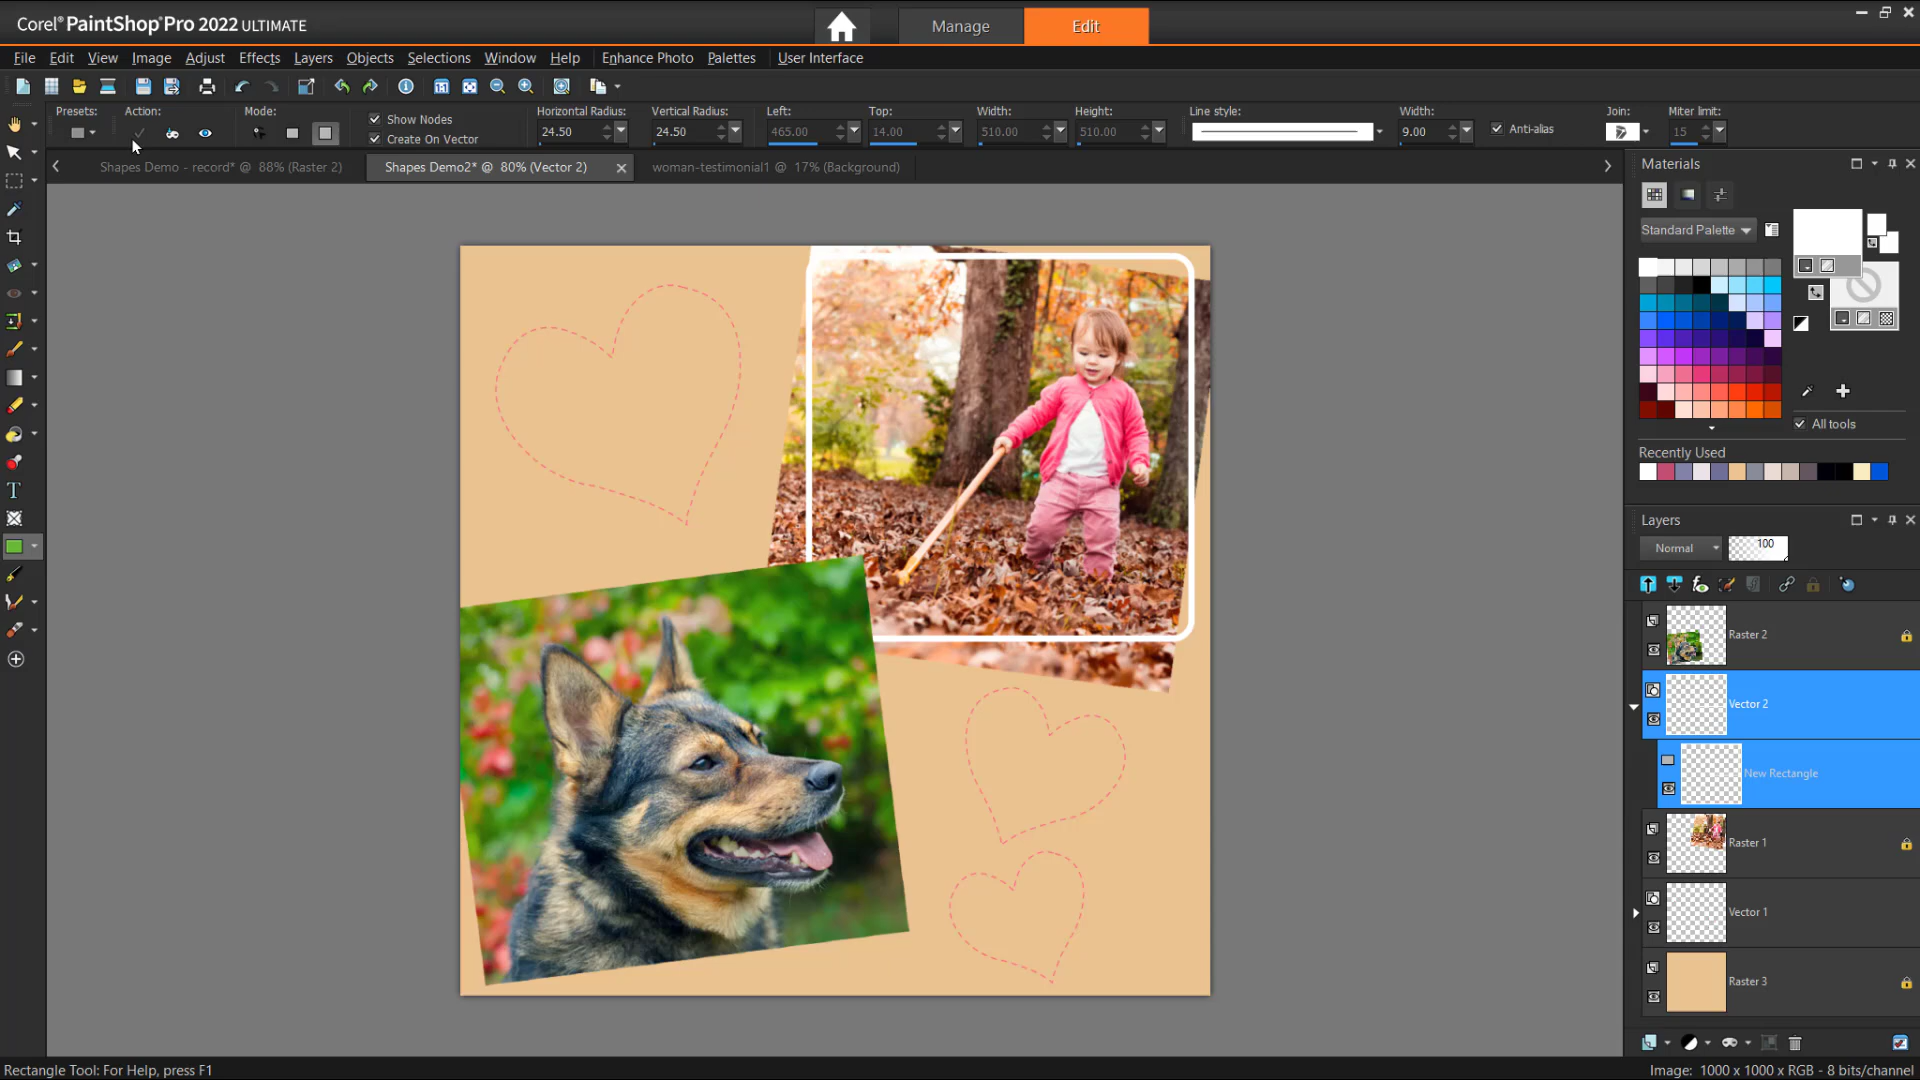 Corel® PaintShop® Pro 2022 ULTIMATE
Manage
Edit
File Edit View Image Adjust Effects Layers Objects Selections Window Help Enhance Photo Palettes User Interface
Presets: Action: Mode: Show Nodes Horizontal Radius: Vertical Radius: Left: Top: Width: Height: Line style: Width: Anti-alias Join: Miter limit:
Create On Vector 24.50 24.50 465.00 14.00 510.00 510.00 9.00 15
Shapes Demo - record* @ 88% (Raster 2)
Shapes Demo2* @ 80% (Vector 2)
woman-testimonial1 @ 17% (Background)
Materials
Standard Palette
All tools
Recently Used
Layers
Normal 100
Raster 2
Vector 2
New Rectangle
Raster 1
Vector 1
Raster 3
T
Rectangle Tool: For Help, press F1
Image: 1000 x 1000 x RGB - 8 bits/channel